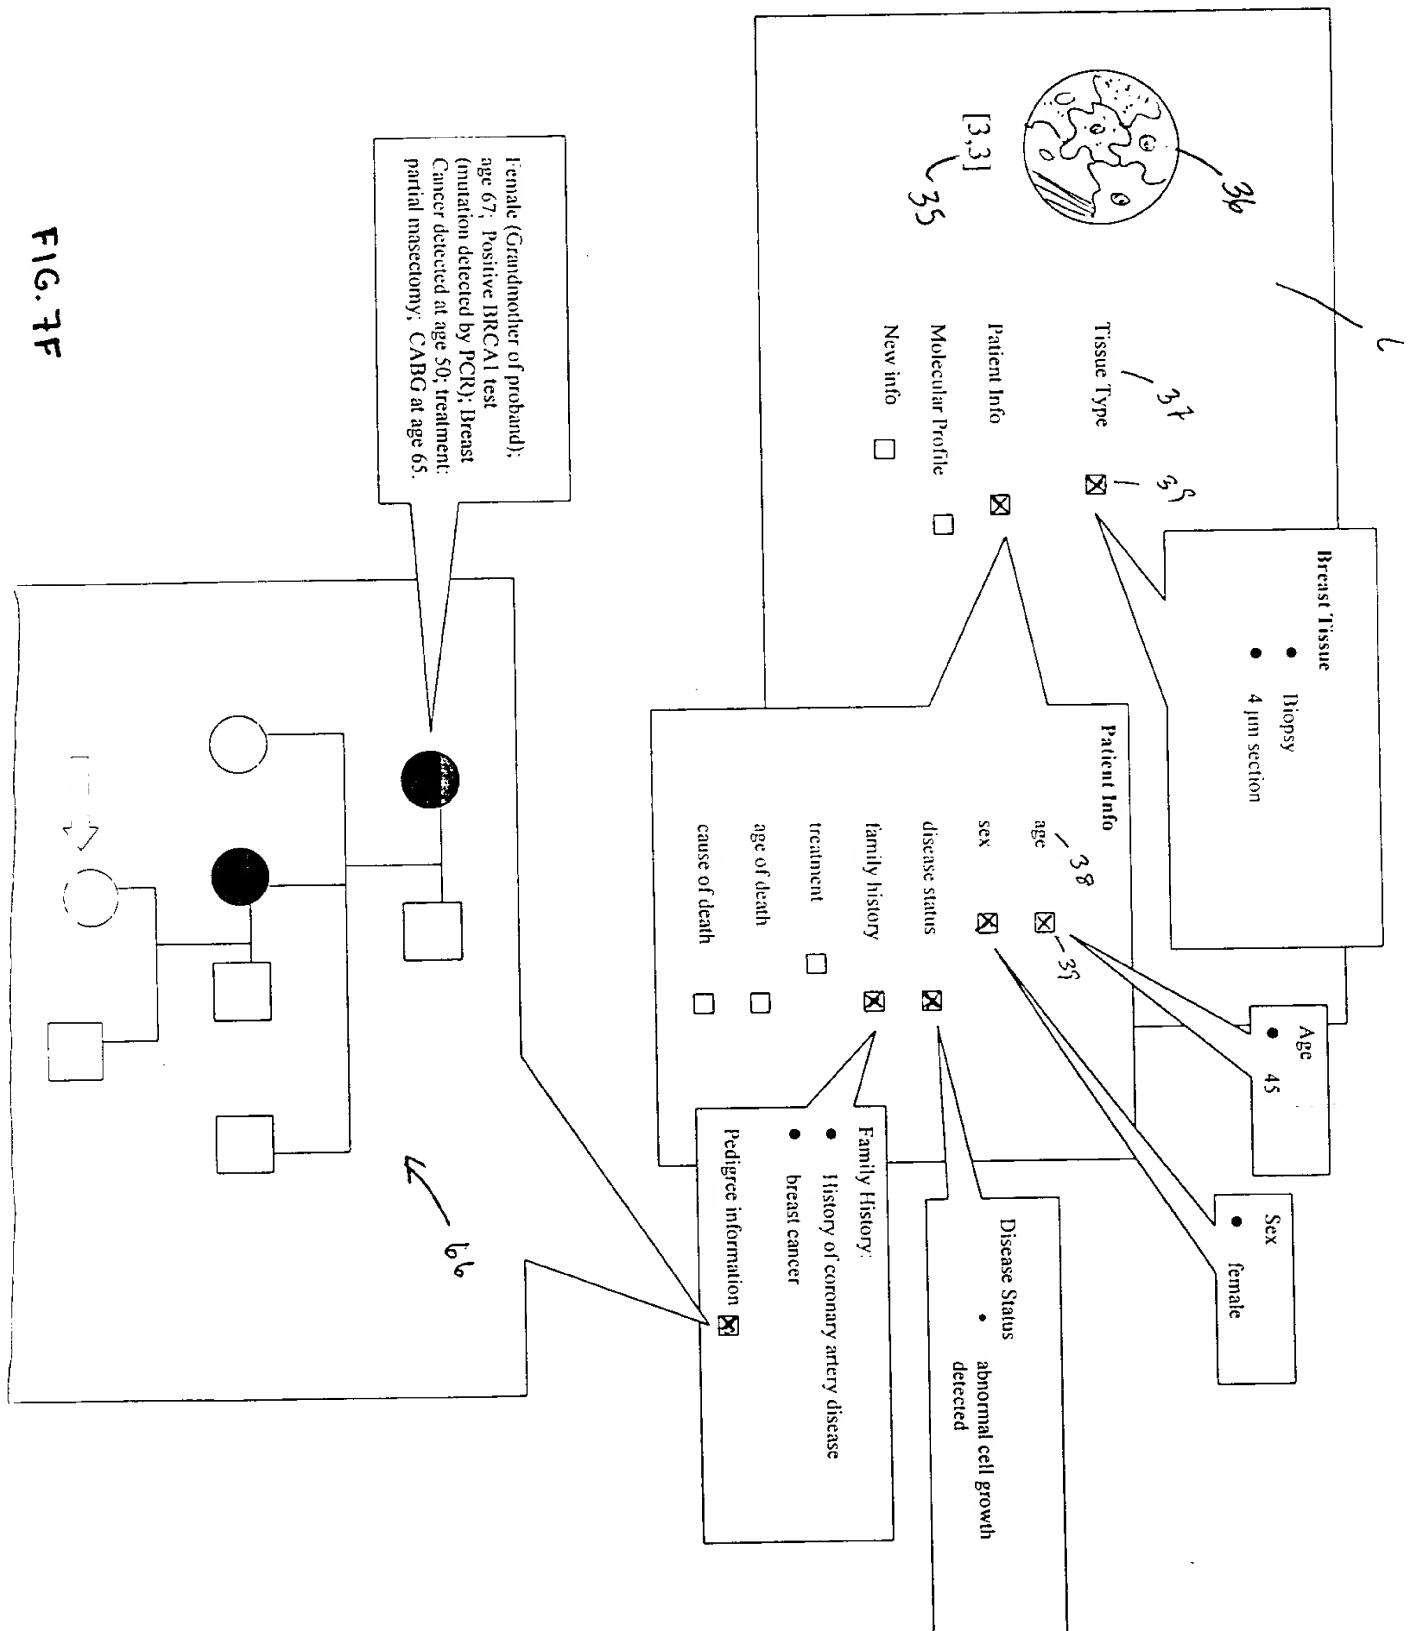 6
36
[3,3]
35
37
39
Tissue Type
Patient Info
Molecular Profile
New info
Breast Tissue
Biopsy
4 μm section
Patient Info
38
age
39
sex
disease status
family history
treatment
age of death
cause of death
Age
45
Sex
female
Disease Status
abnormal cell growth
detected
Family History:
History of coronary artery disease
breast cancer
Pedigree information
66
Female (Grandmother of proband);
age 67; Positive BRCA1 test
(mutation detected by PCR); Breast
Cancer detected at age 50; treatment:
partial masectomy; CABG at age 65.
FIG. 7F